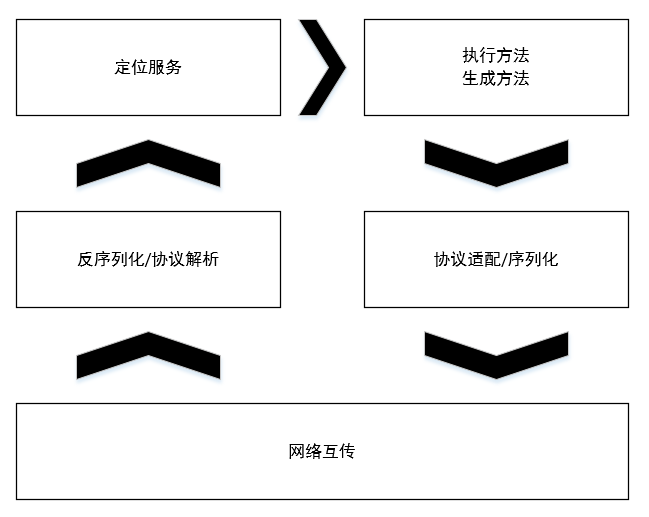 定位服务
执行方法
生成方法
反序列化/协议解析
协议适配/序列化
网络互传